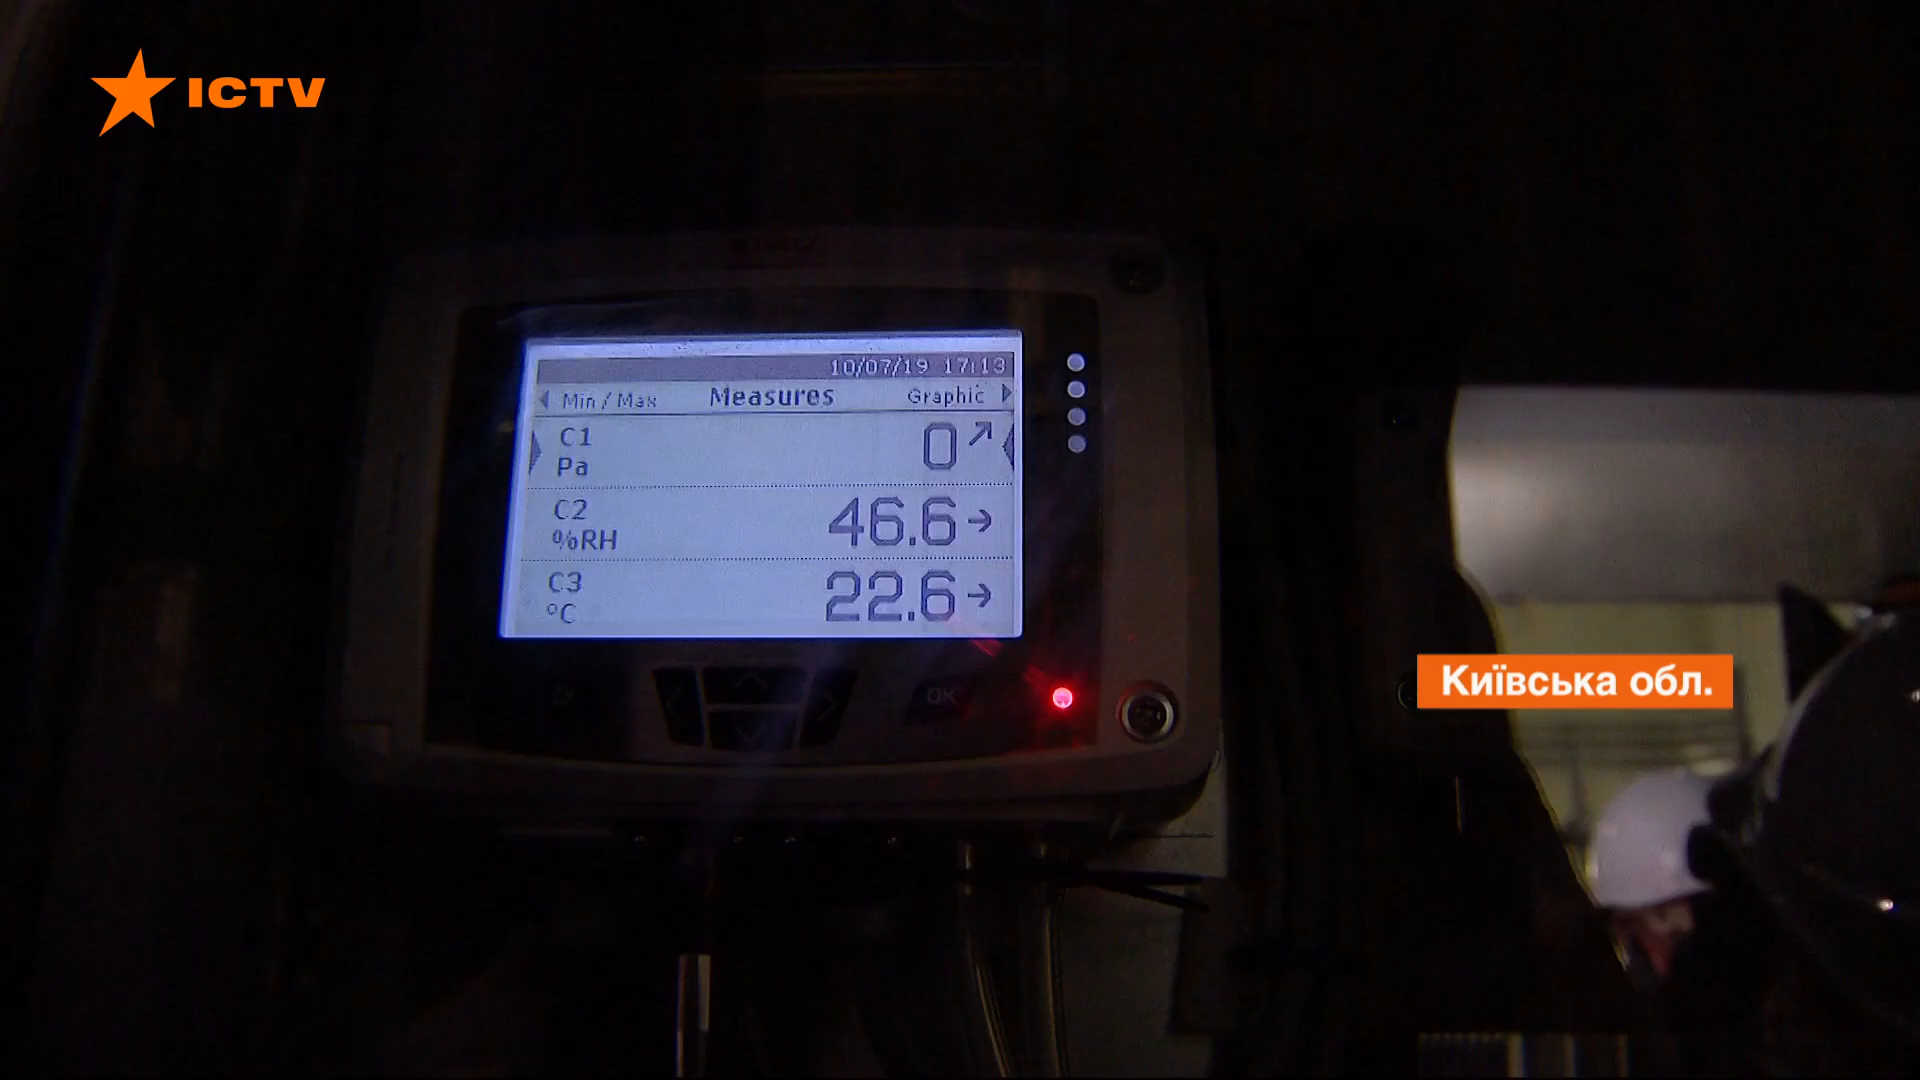 ICTV
10/07/19 17:13
Min / Max Measures Graphic
C1 0
Pa
C2 46.6
%RH
C3 22.6
°C
OK
Київська обл.